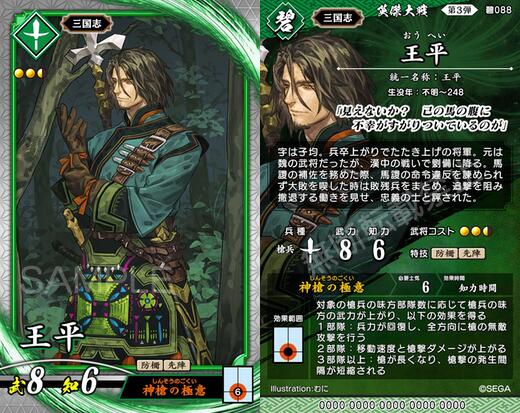 三国志
SAMPLE
王平
防柵 先陣
武8 知6
しんそうのごくい
神槍の極意
6
碧
三国志
英傑大戦
第3弾
碧088
おう へい
王平
統一名称：王平
生没年：不明～248
「見えないか？ 己の馬の腹に
不幸がすがりついているのが」
字は子均。兵卒上がりでたたき上げの将軍。元は
魏の武将だったが、漢中の戦いで劉備に降る。馬
謖の補佐を務めた際、馬謖の命令違反を諫められ
ず大敗を喫した時は敗残兵をまとめ、追撃を阻み
撤退する働きを見せ、忠義の士と評された。
兵種 武力 知力 武将コスト
槍兵 8 6
特技 防柵 先陣
しんそうのごくい
神槍の極意
必要士気
6
効果時間
知力時間
効果範囲
対象の槍兵の味方部隊数に応じて槍兵の味
方の武力が上がり、以下の効果を得る
1部隊：兵力が回復し、全方向に槍の無敵
攻撃を行う
2部隊：移動速度と槍撃ダメージが上がる
3部隊以上：槍が長くなり、槍撃の発生間
隔が短縮される
Illustration:むに
©SEGA
0000 0000 0000 0000 0000